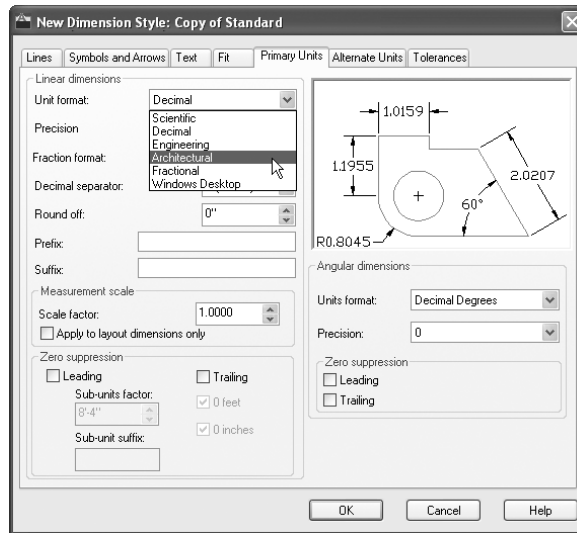 New Dimension Style: Copy of Standard
Lines
Symbols and Arrows
Text
Fit
Primary Units
Alternate Units
Tolerances
Linear dimensions
Unit format:
Decimal
Scientific
Decimal
Engineering
Architectural
Fractional
Windows Desktop
Precision
Fraction format:
Decimal separator:
Round off:
0"
Prefix:
Suffix:
Measurement scale
Scale factor:
1.0000
Apply to layout dimensions only
Zero suppression
Leading
Trailing
Sub-units factor:
8'-4"
0 feet
0 inches
Sub-unit suffix:
1.0159
1.1955
2.0207
60°
R0.8045
Angular dimensions
Units format:
Decimal Degrees
Precision:
0
Zero suppression
Leading
Trailing
OK
Cancel
Help